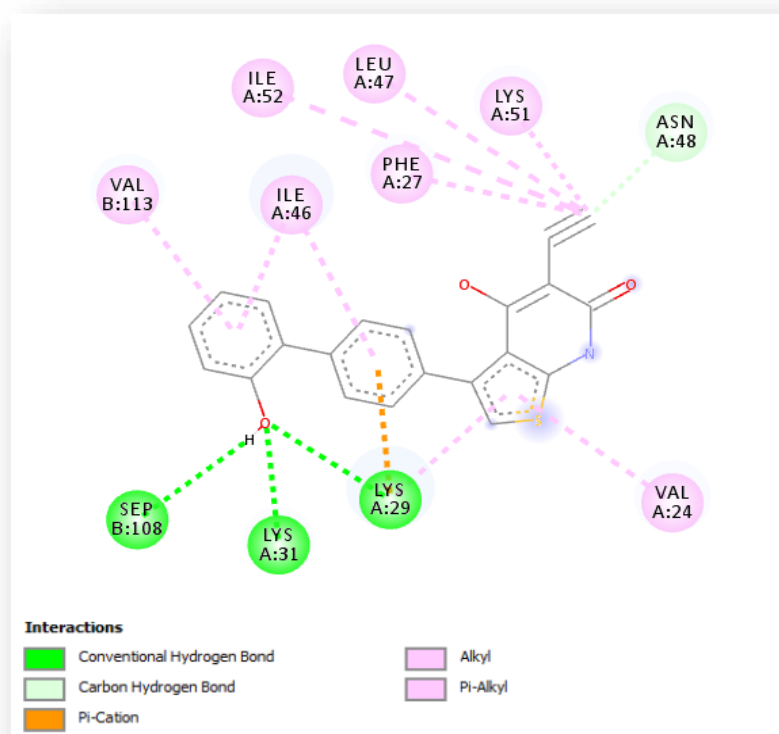 LEU
A:47
ILE
A:52
LYS
A:51
ASN
A:48
PHE
A:27
VAL
B:113
ILE
A:46
O
O
N
O
H
S
LYS
A:29
SEP
B:108
LYS
A:31
VAL
A:24
Interactions
Conventional Hydrogen Bond
Carbon Hydrogen Bond
Pi-Cation
Alkyl
Pi-Alkyl